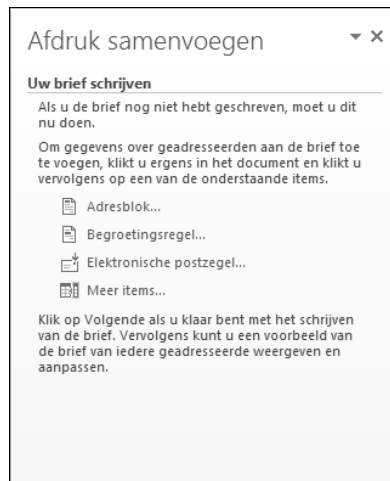 Afdruk samenvoegen
Uw brief schrijven
Als u de brief nog niet hebt geschreven, moet u dit
nu doen.
Om gegevens over geadresseerden aan de brief toe
te voegen, klikt u ergens in het document en klikt u
vervolgens op een van de onderstaande items.
Adresblok...
Begroetingsregel...
Elektronische postzegel...
Meer items...
Klik op Volgende als u klaar bent met het schrijven
van de brief. Vervolgens kunt u een voorbeeld van
de brief van iedere geadresseerde weergeven en
aanpassen.